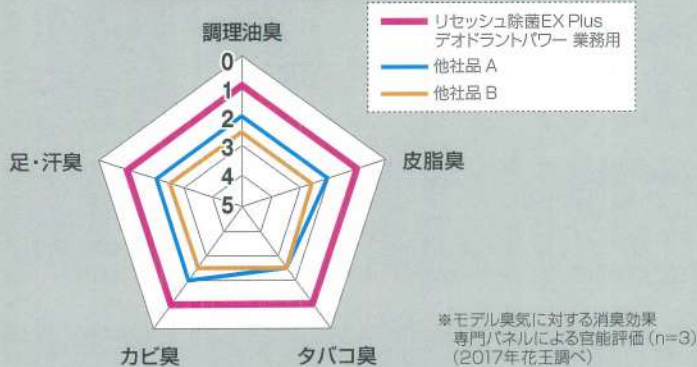 リセッシュ除菌EX Plus
デオドラントパワー 業務用
他社品 A
他社品 B
調理油臭
0
1
2
3
4
5
足・汗臭
皮脂臭
カビ臭
タバコ臭
※モデル臭気に対する消臭効果
専門パネルによる官能評価(n=3)
(2017年花王調べ)